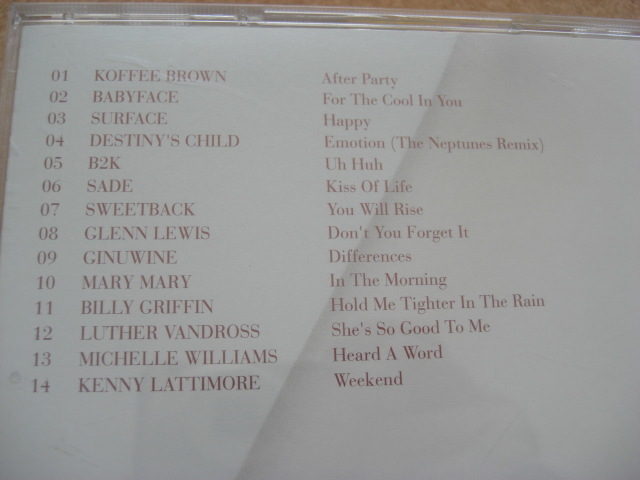 01 KOFFEE BROWN After Party
02 BABYFACE For The Cool In You
03 SURFACE Happy
04 DESTINY'S CHILD Emotion (The Neptunes Remix)
05 B2K Uh Huh
06 SADE Kiss Of Life
07 SWEETBACK You Will Rise
08 GLENN LEWIS Don't You Forget It
09 GINUWINE Differences
10 MARY MARY In The Morning
11 BILLY GRIFFIN Hold Me Tighter In The Rain
12 LUTHER VANDROSS She's So Good To Me
13 MICHELLE WILLIAMS Heard A Word
14 KENNY LATTIMORE Weekend